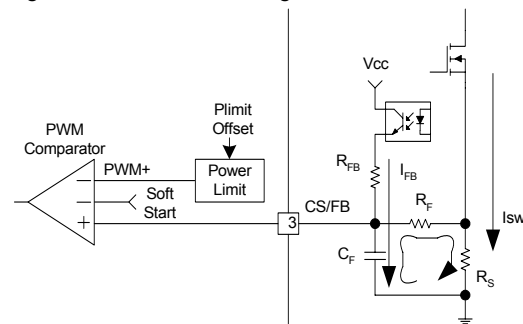 Vcc
Plimit
Offset
PWM
Comparator
PWM+
Power
Limit
Soft
Start
R_FB
I_FB
3
CS/FB
R_F
Isw
C_F
R_S